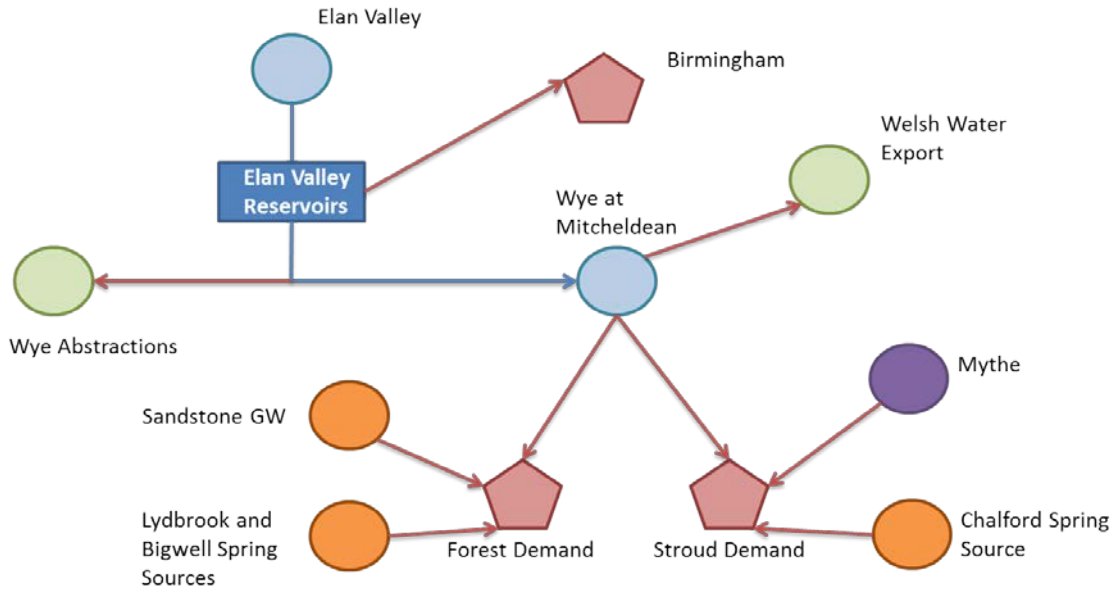 Elan Valley
Birmingham
Welsh Water
Export
Elan Valley
Reservoirs
Wye at
Mitcheldean
Wye Abstractions
Mythe
Sandstone GW
Lydbrook and
Bigwell Spring
Sources
Forest Demand
Stroud Demand
Chalford Spring
Source